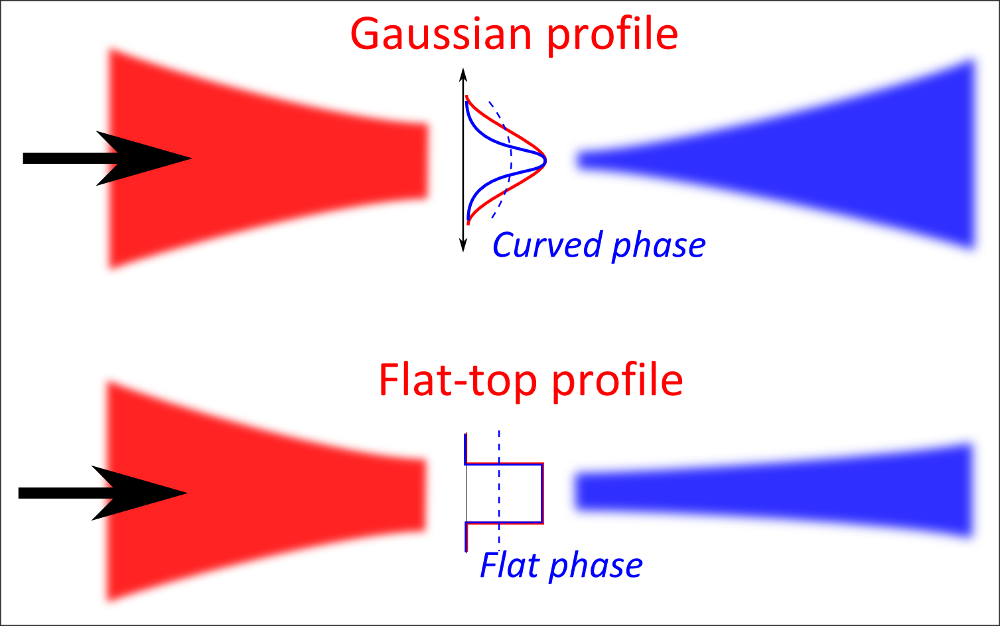 Gaussian profile
Curved phase
Flat-top profile
Flat phase